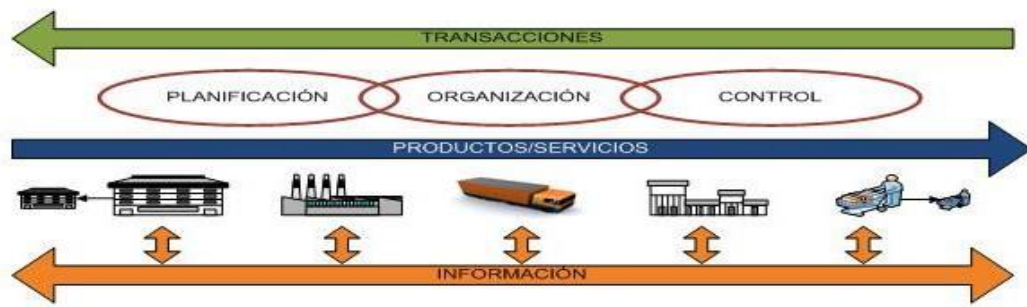 TRANSACCIONES
PLANIFICACIÓN ORGANIZACIÓN CONTROL
PRODUCTOS/SERVICIOS
INFORMACIÓN